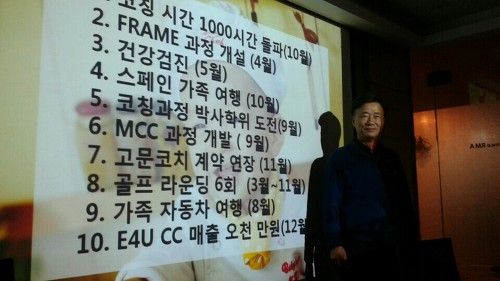 1. 코칭 시간 1000시간 돌파(10월)
2. FRAME 과정 개설 (4월)
3. 건강검진 (5월)
4. 스페인 가족 여행 (10월)
5. 코칭과정 박사학위 도전(9월)
6. MCC 과정 개발 ( 9월)
7. 고문코치 계약 연장 (11월)
8. 골프 라운딩 6회 (3월~11월)
9. 가족 자동차 여행 (8월)
10. E4U CC 매출 오천 만원(12월